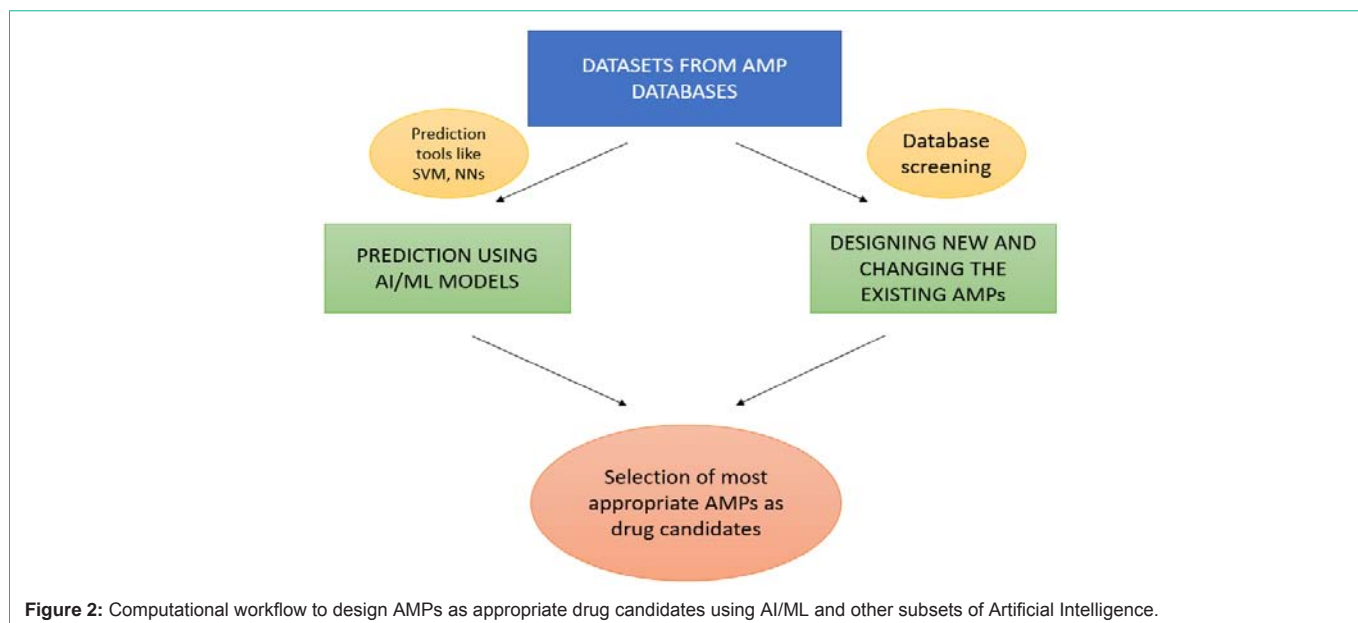 DATASETS FROM AMP
DATABASES
Prediction
tools like
SVM, NNs
Database
screening
PREDICTION USING
AI/ML MODELS
DESIGNING NEW AND
CHANGING THE
EXISTING AMPs
Selection of most
appropriate AMPs as
drug candidates
Figure 2: Computational workflow to design AMPs as appropriate drug candidates using AI/ML and other subsets of Artificial Intelligence.